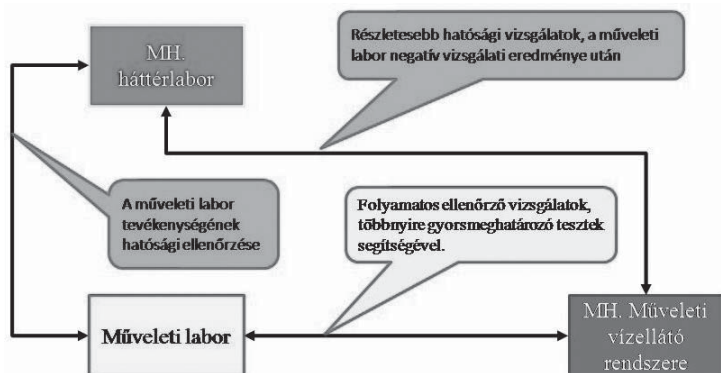 MH.
háttérlabor
Részletesebb hatósági vizsgálatok, a műveleti
labor negatív vizsgálati eredménye után
A műveleti labor
tevékenységének
hatósági ellenőrzése
Folyamatos ellenőrző vizsgálatok,
többnyire gyorsmeghatározó tesztek
segítségével.
Műveleti labor
MH. Műveleti
vízellátó
rendszere